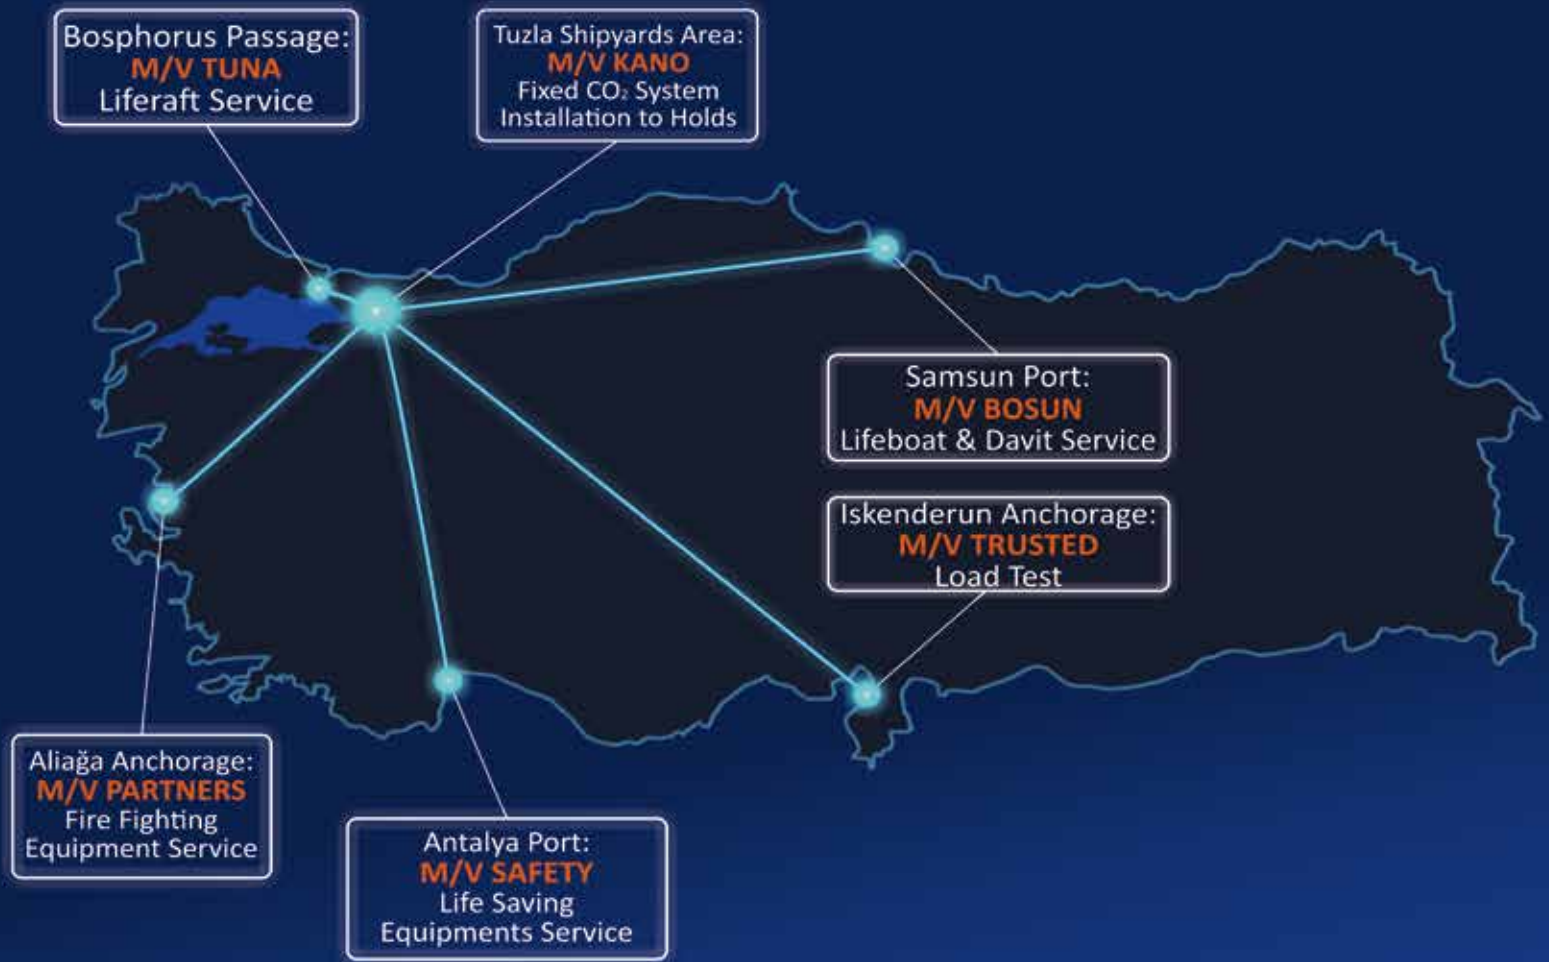 Bosphorus Passage:
M/V TUNA
Liferaft Service
Tuzla Shipyards Area:
M/V KANO
Fixed CO₂ System
Installation to Holds
Samsun Port:
M/V BOSUN
Lifeboat & Davit Service
Iskenderun Anchorage:
M/V TRUSTED
Load Test
Aliağa Anchorage:
M/V PARTNERS
Fire Fighting
Equipment Service
Antalya Port:
M/V SAFETY
Life Saving
Equipments Service